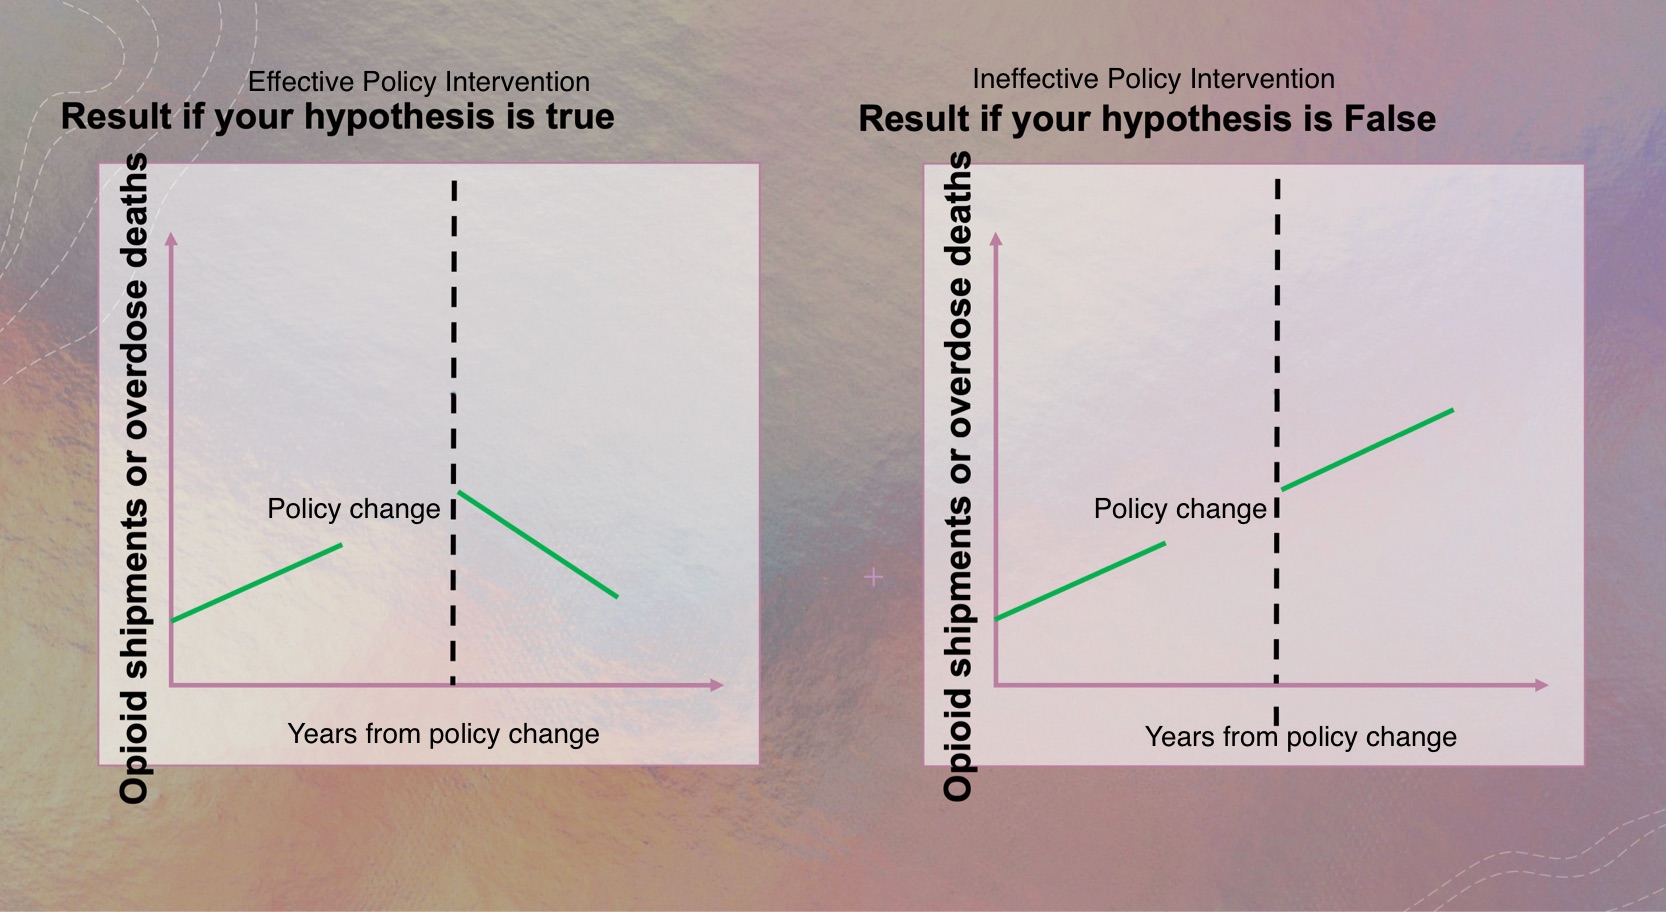 Effective Policy Intervention
Result if your hypothesis is true
Opioid shipments or overdose deaths
Policy change
Years from policy change
Ineffective Policy Intervention
Result if your hypothesis is False
Opioid shipments or overdose deaths
Policy change
Years from policy change